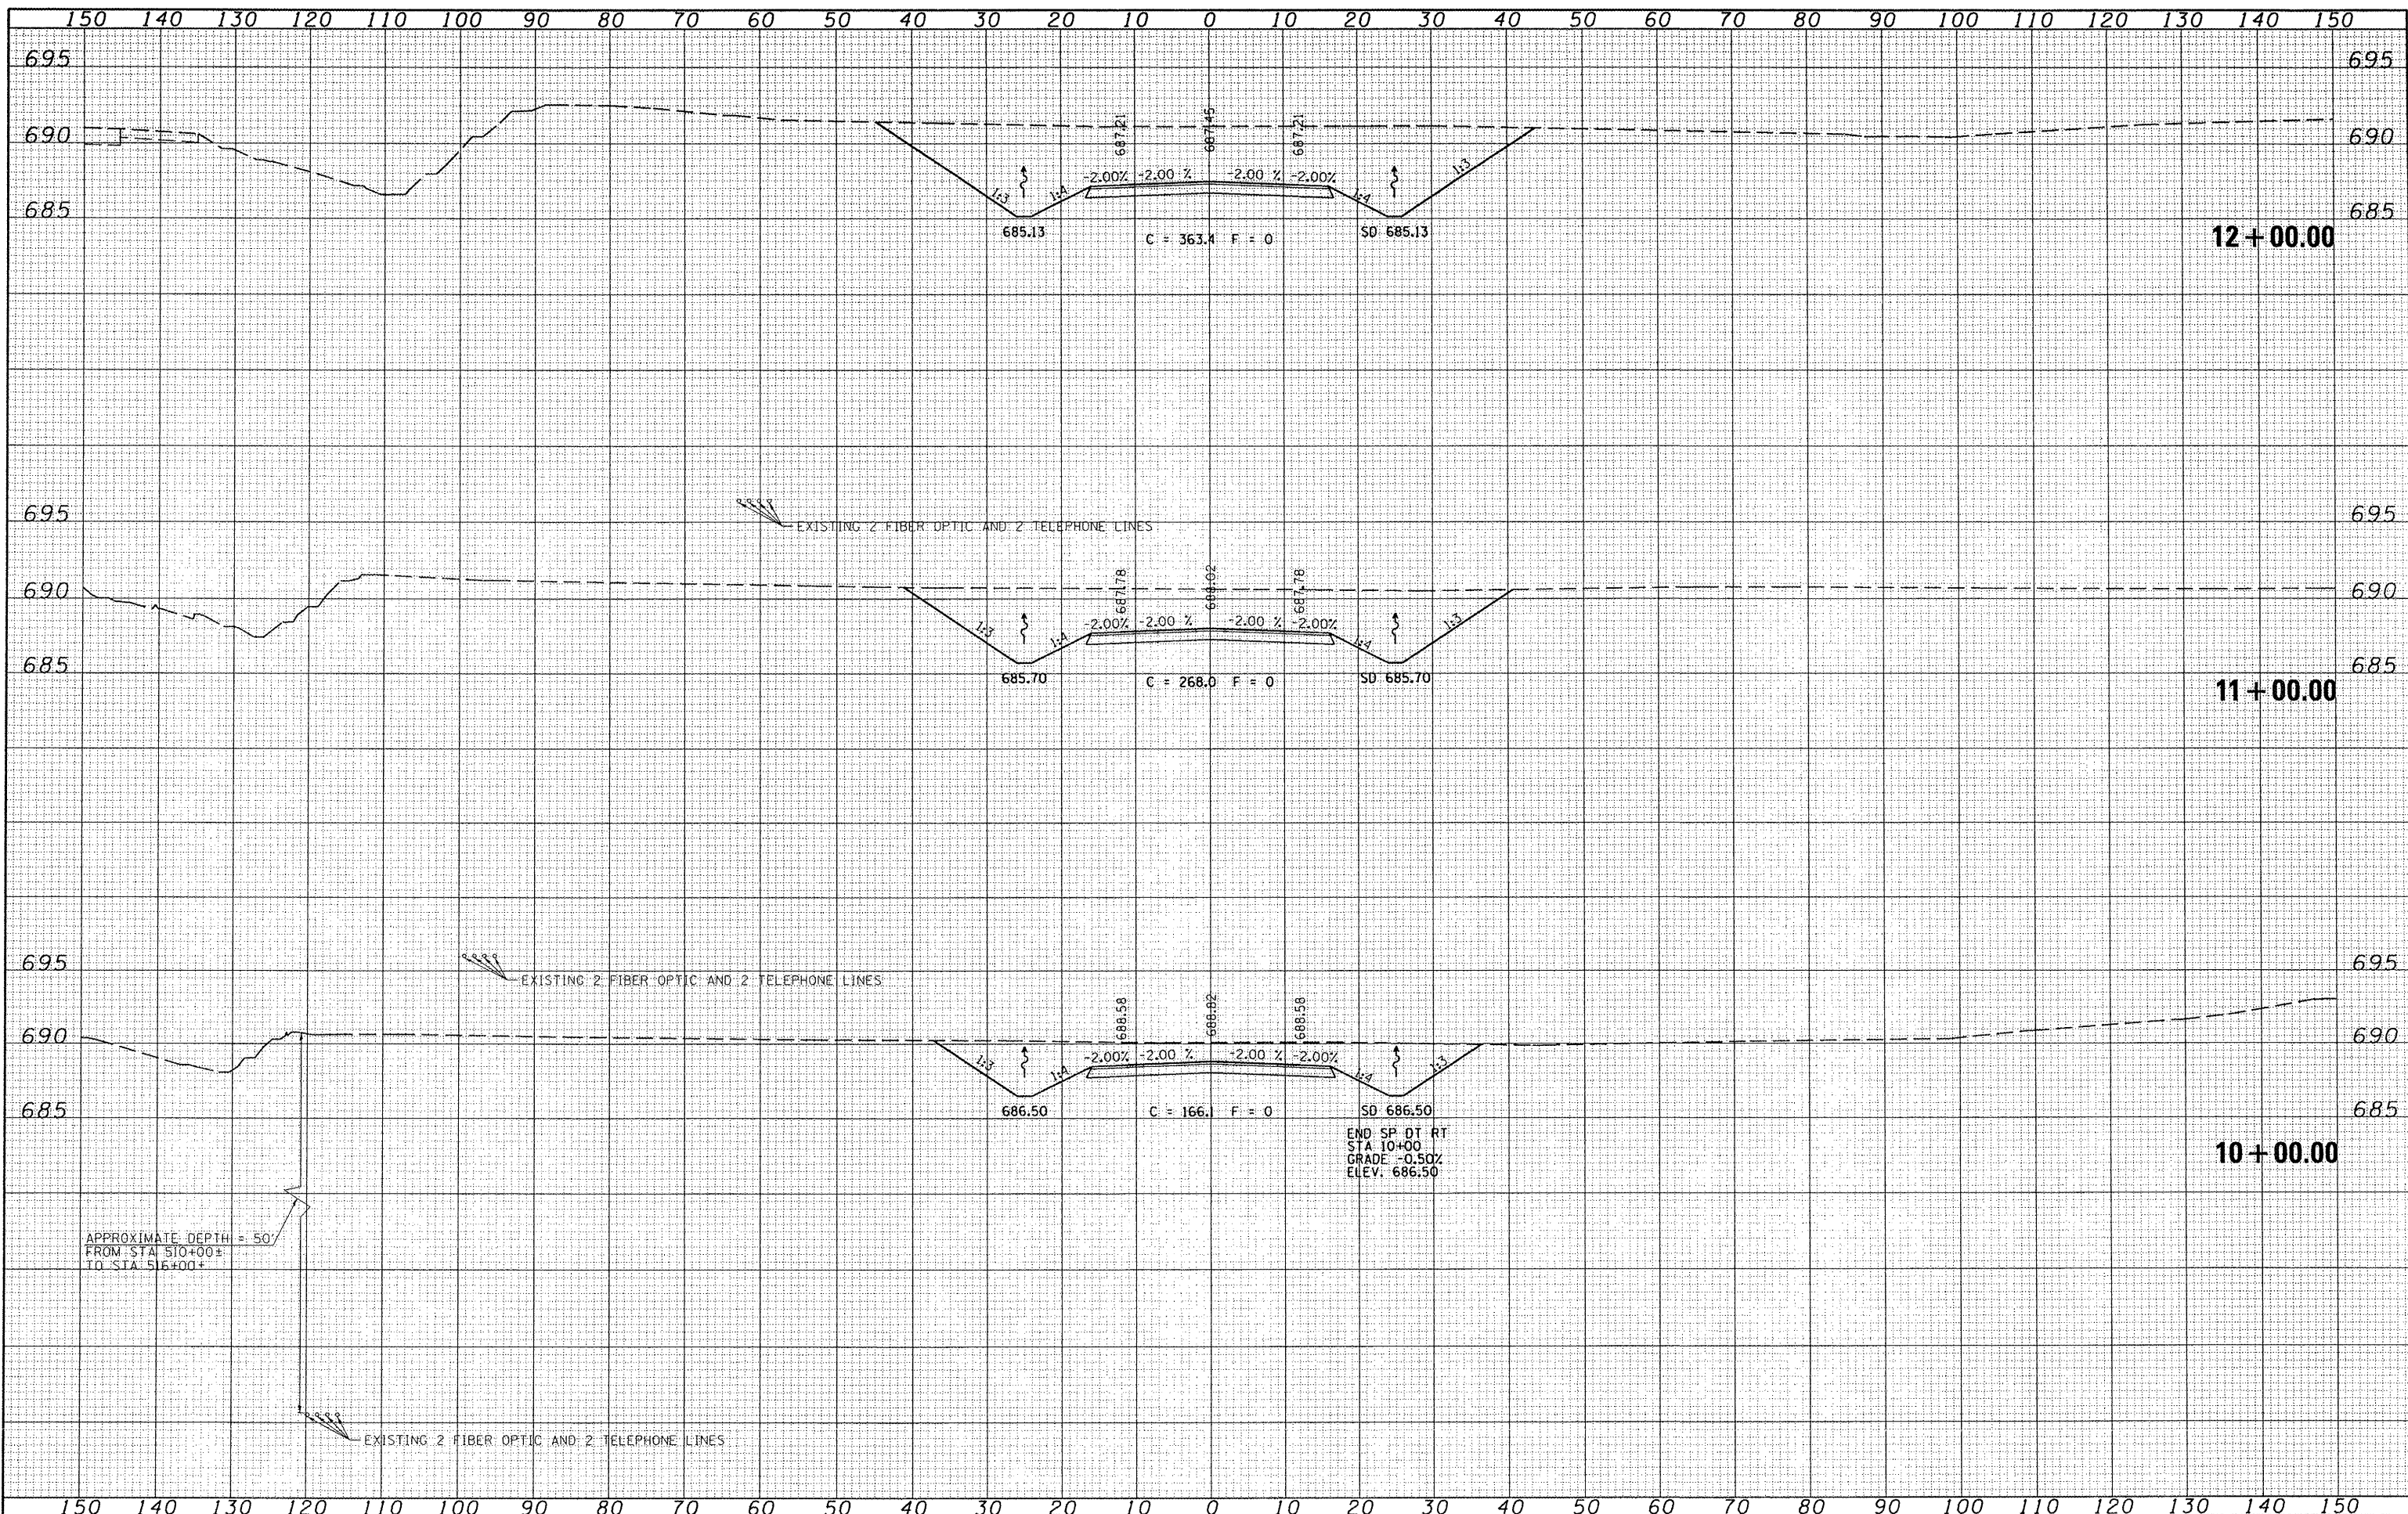 150 140 130 120 110 100 90 80 70 60 50 40 30 20 10 0 10 20 30 40 50 60 70 80 90 100 110 120 130 140 150
695 695
687.21 687.45 687.21
690 690
1:3 1:4 -2.00% -2.00 % -2.00 % -2.00% 1:4 1:3
685 685
685.13 C = 363.4 F = 0 SD 685.13
12+00.00
695 695
EXISTING 2 FIBER OPTIC AND 2 TELEPHONE LINES
687.78 688.02 687.78
690 690
1:3 1:4 -2.00% -2.00 % -2.00 % -2.00% 1:4 1:3
685 685
685.70 C = 268.0 F = 0 SD 685.70
11+00.00
695 695
EXISTING 2 FIBER OPTIC AND 2 TELEPHONE LINES
688.58 688.82 688.58
690 690
1:3 1:4 -2.00% -2.00 % -2.00 % -2.00% 1:4 1:3
685 685
686.50 C = 166.1 F = 0 SD 686.50
END SP DT RT
STA 10+00
GRADE -0.50%
ELEV. 686.50
10+00.00
APPROXIMATE DEPTH = 50'
FROM STA 510+00±
TO STA 516+00±
EXISTING 2 FIBER OPTIC AND 2 TELEPHONE LINES
150 140 130 120 110 100 90 80 70 60 50 40 30 20 10 0 10 20 30 40 50 60 70 80 90 100 110 120 130 140 150